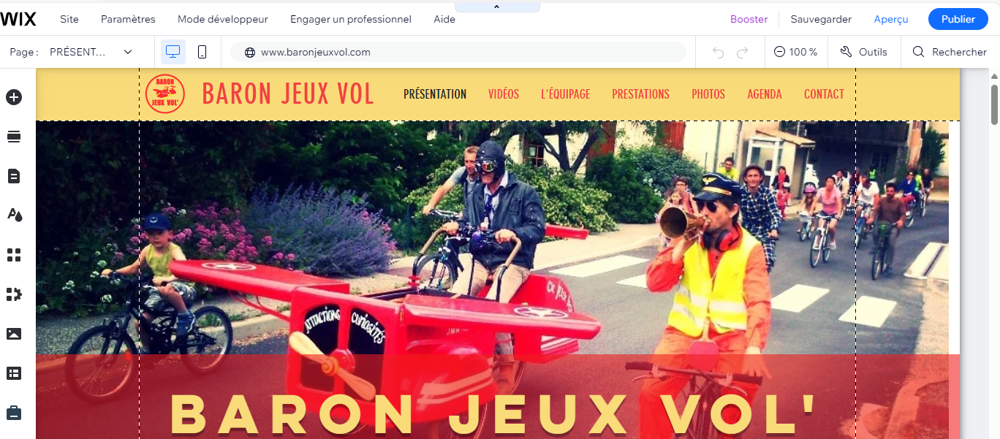 WIX Site Paramètres Mode développeur Engager un professionnel Aide Booster Sauvegarder Aperçu Publier
Page : PRÉSENT... www.baronjeuxvol.com 100 % Outils Rechercher
BARON
JEUX VOL'
BARON JEUX VOL PRÉSENTATION VIDÉOS L'ÉQUIPAGE PRESTATIONS PHOTOS AGENDA CONTACT
ATTRACTIONS CURIOSITÉS
BARON JEUX VOL'